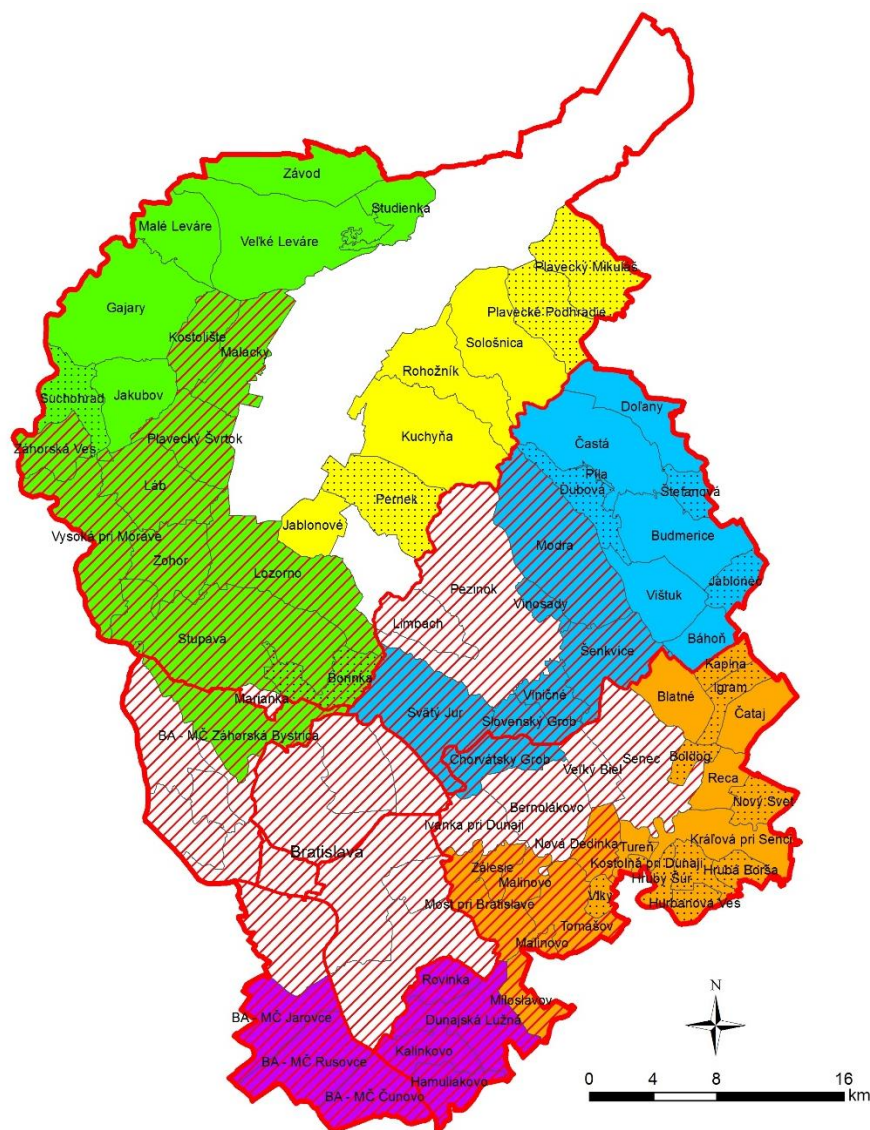 Závod
Studienka
Malé Leváre
Veľké Leváre
Plavecký Mikuláš
Gajary
Plavecké Podhradie
Kostolište
Sološnica
Malacky
Rohožník
Suchohrad
Jakubov
Doľany
Kuchyňa
Častá
Záhorská Ves
Plavecký Švrtok
Píla
Láb
Pernek
Dubová
Štefanová
Jablonové
Budmerice
Vysoká pri Morave
Modra
Zohor
Lozorno
Jablonec
Pezinok
Vištuk
Vinosady
Limbach
Stupava
Báhoň
Šenkvice
Borinka
Kaplna
Igram
Marianka
Viničné
Blatné
Svätý Jur
Čataj
Slovenský Grob
BA - MČ Záhorská Bystrica
Chorvátsky Grob
Senec
Boldog
Veľký Biel
Reca
Bernolákovo
Nový Svet
Ivanka pri Dunaji
Nová Dedinka
Kráľová pri Senci
Tureň
Bratislava
Kostolná pri Dunaji
Zálesie
Hrubá Borša
Malinovo
Hrubý Šúr
Vlky
Hurbanová Ves
Most pri Bratislave
Tomášov
Malinovo
Rovinka
Miloslavov
BA - MČ Jarovce
Dunajská Lužná
Kalinkovo
BA - MČ Rusovce
Hamuliakovo
BA - MČ Čunovo
N
0 4 8 16
km